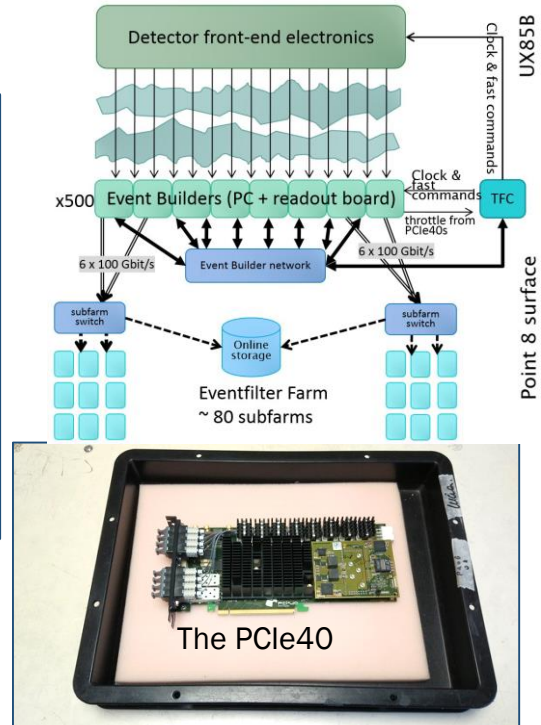 Detector front-end electronics
UX85B
Clock & fast commands
Clock &
fast
commands
x500
Event Builders (PC + readout board)
TFC
throttle from
PCIe40s
6 x 100 Gbit/s
Event Builder network
6 x 100 Gbit/s
Point 8 surface
subfarm
switch
Online
storage
subfarm
switch
Eventfilter Farm
~ 80 subfarms
The PCIe40